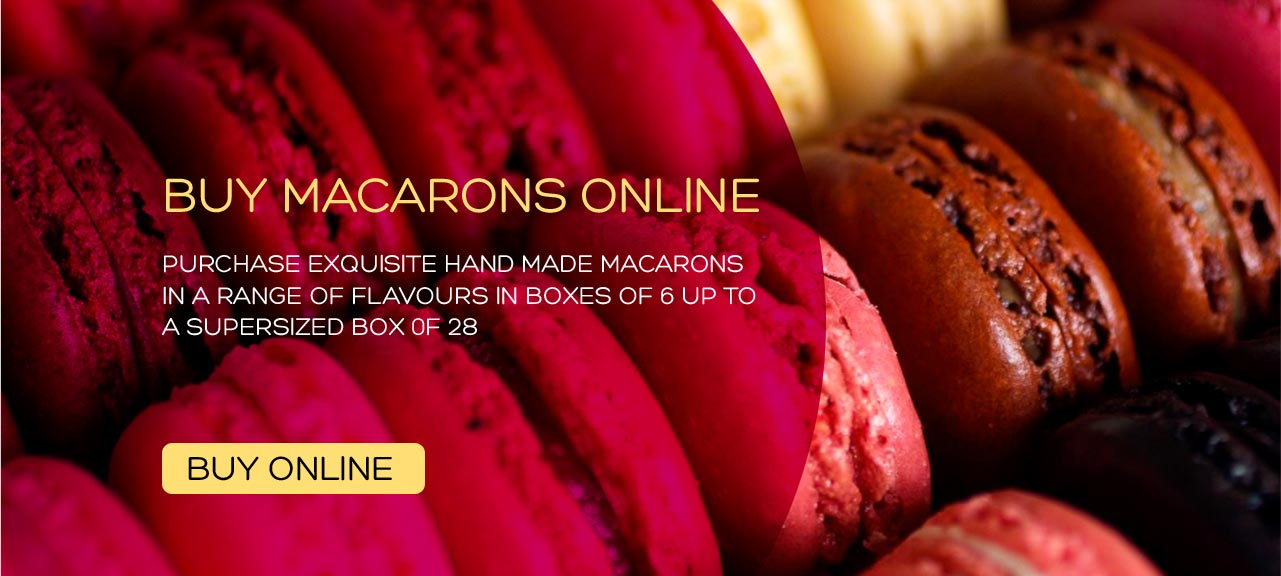 BUY MACARONS ONLINE
PURCHASE EXQUISITE HAND MADE MACARONS
IN A RANGE OF FLAVOURS IN BOXES OF 6 UP TO
A SUPERSIZED BOX 0F 28
BUY ONLINE